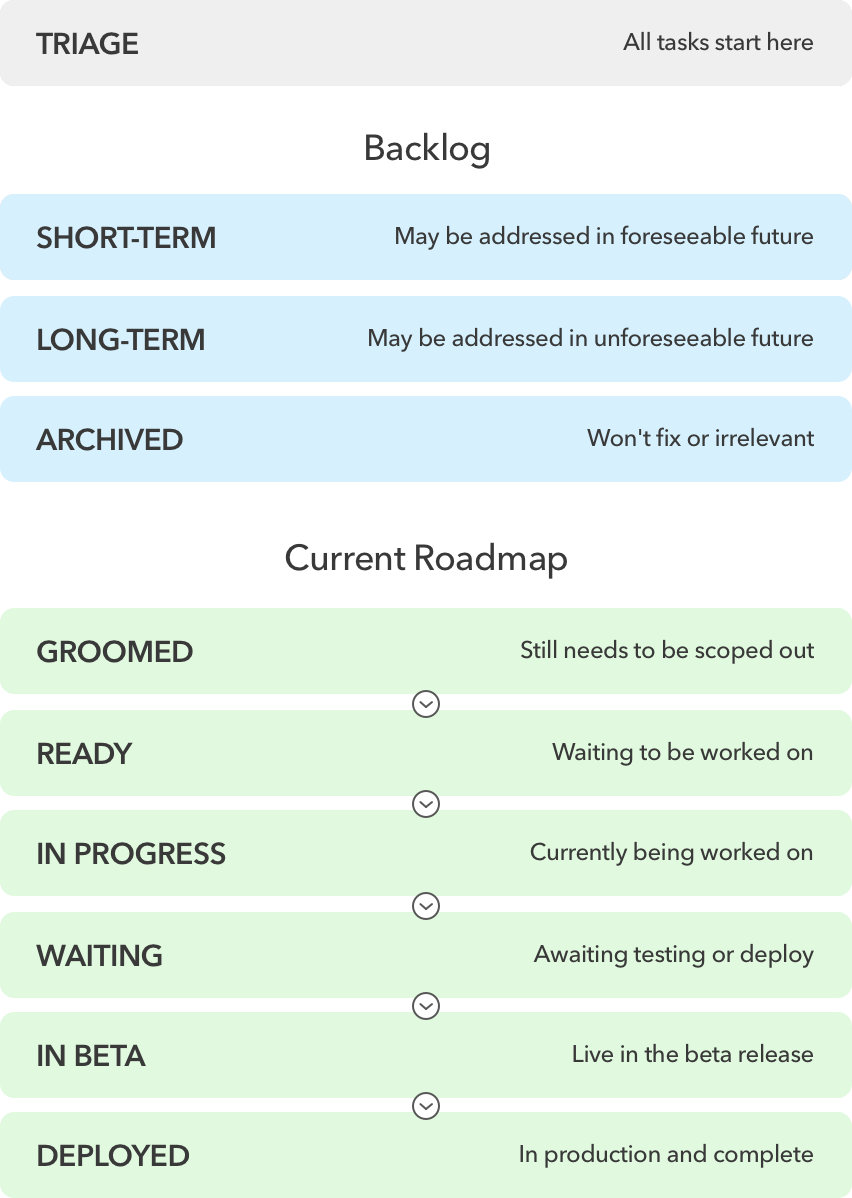 TRIAGE All tasks start here
Backlog
SHORT-TERM May be addressed in foreseeable future
LONG-TERM May be addressed in unforeseeable future
ARCHIVED Won't fix or irrelevant
Current Roadmap
GROOMED Still needs to be scoped out
READY Waiting to be worked on
IN PROGRESS Currently being worked on
WAITING Awaiting testing or deploy
IN BETA Live in the beta release
DEPLOYED In production and complete